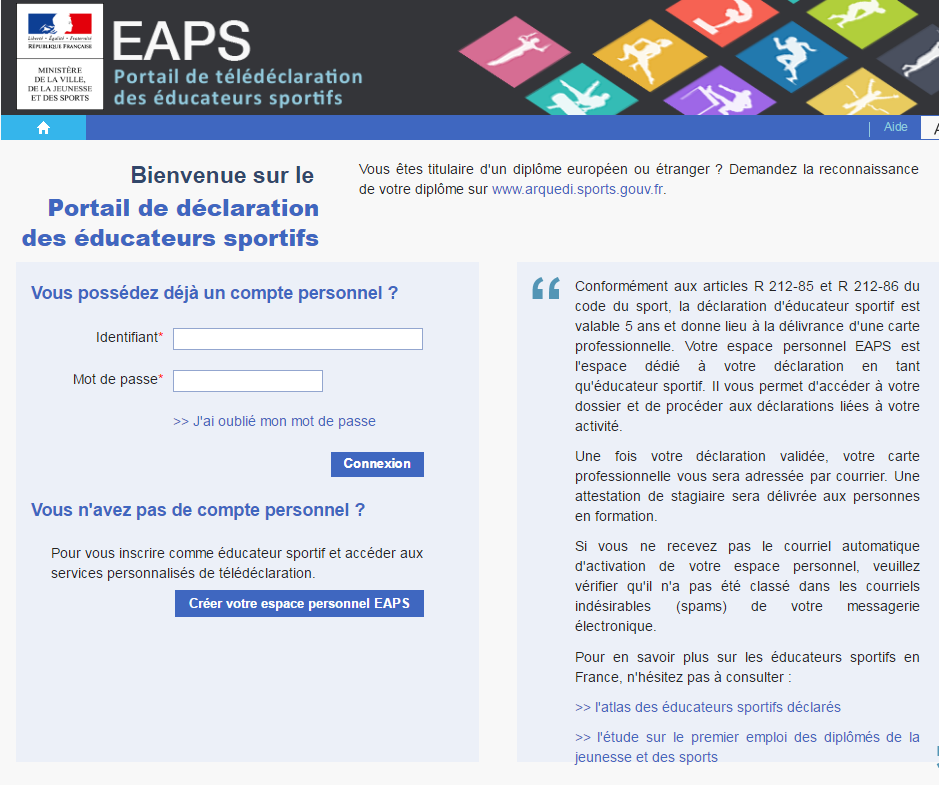 Liberté • Égalité • Fraternité
RÉPUBLIQUE FRANÇAISE
MINISTÈRE
DE LA VILLE,
DE LA JEUNESSE
ET DES SPORTS
EAPS
Portail de télédéclaration
des éducateurs sportifs
Aide
A
Bienvenue sur le
Portail de déclaration
des éducateurs sportifs
Vous êtes titulaire d'un diplôme européen ou étranger ? Demandez la reconnaissance
de votre diplôme sur www.arquedi.sports.gouv.fr.
Vous possédez déjà un compte personnel ?
Identifiant*
Mot de passe*
>> J'ai oublié mon mot de passe
Connexion
Vous n'avez pas de compte personnel ?
Pour vous inscrire comme éducateur sportif et accéder aux
services personnalisés de télédéclaration.
Créer votre espace personnel EAPS
“
Conformément aux articles R 212-85 et R 212-86 du
code du sport, la déclaration d'éducateur sportif est
valable 5 ans et donne lieu à la délivrance d'une carte
professionnelle. Votre espace personnel EAPS est
l'espace dédié à votre déclaration en tant
qu'éducateur sportif. Il vous permet d'accéder à votre
dossier et de procéder aux déclarations liées à votre
activité.
Une fois votre déclaration validée, votre carte
professionnelle vous sera adressée par courrier. Une
attestation de stagiaire sera délivrée aux personnes
en formation.
Si vous ne recevez pas le courriel automatique
d'activation de votre espace personnel, veuillez
vérifier qu'il n'a pas été classé dans les courriels
indésirables (spams) de votre messagerie
électronique.
Pour en savoir plus sur les éducateurs sportifs en
France, n'hésitez pas à consulter :
>> l'atlas des éducateurs sportifs déclarés
>> l'étude sur le premier emploi des diplômés de la
jeunesse et des sports